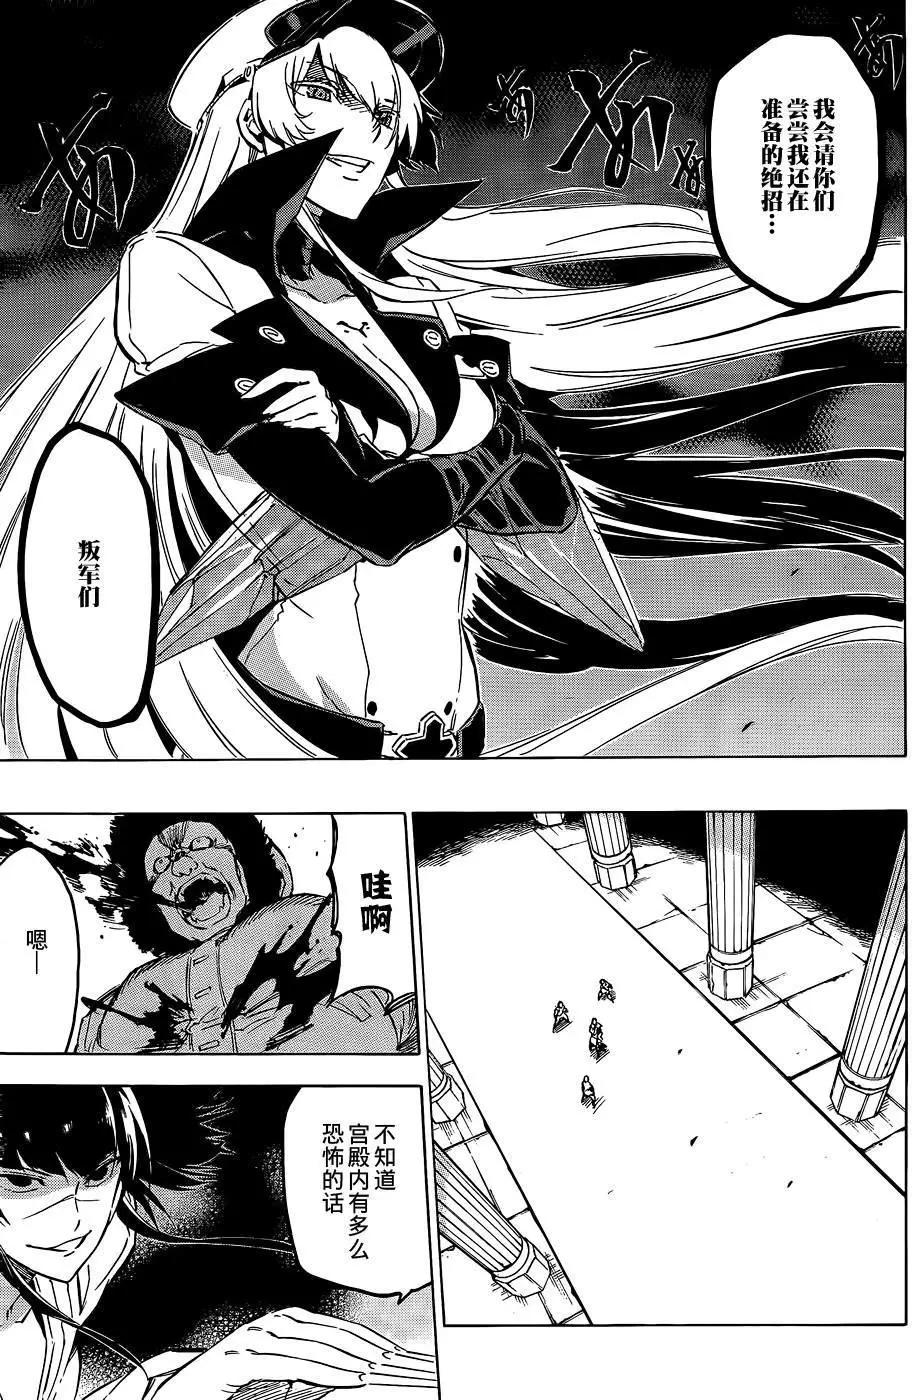 我会请你们
尝尝我还在
准备的绝招…
叛军们
哇啊
嗯—
不知道
宫殿内有多么
恐怖的话